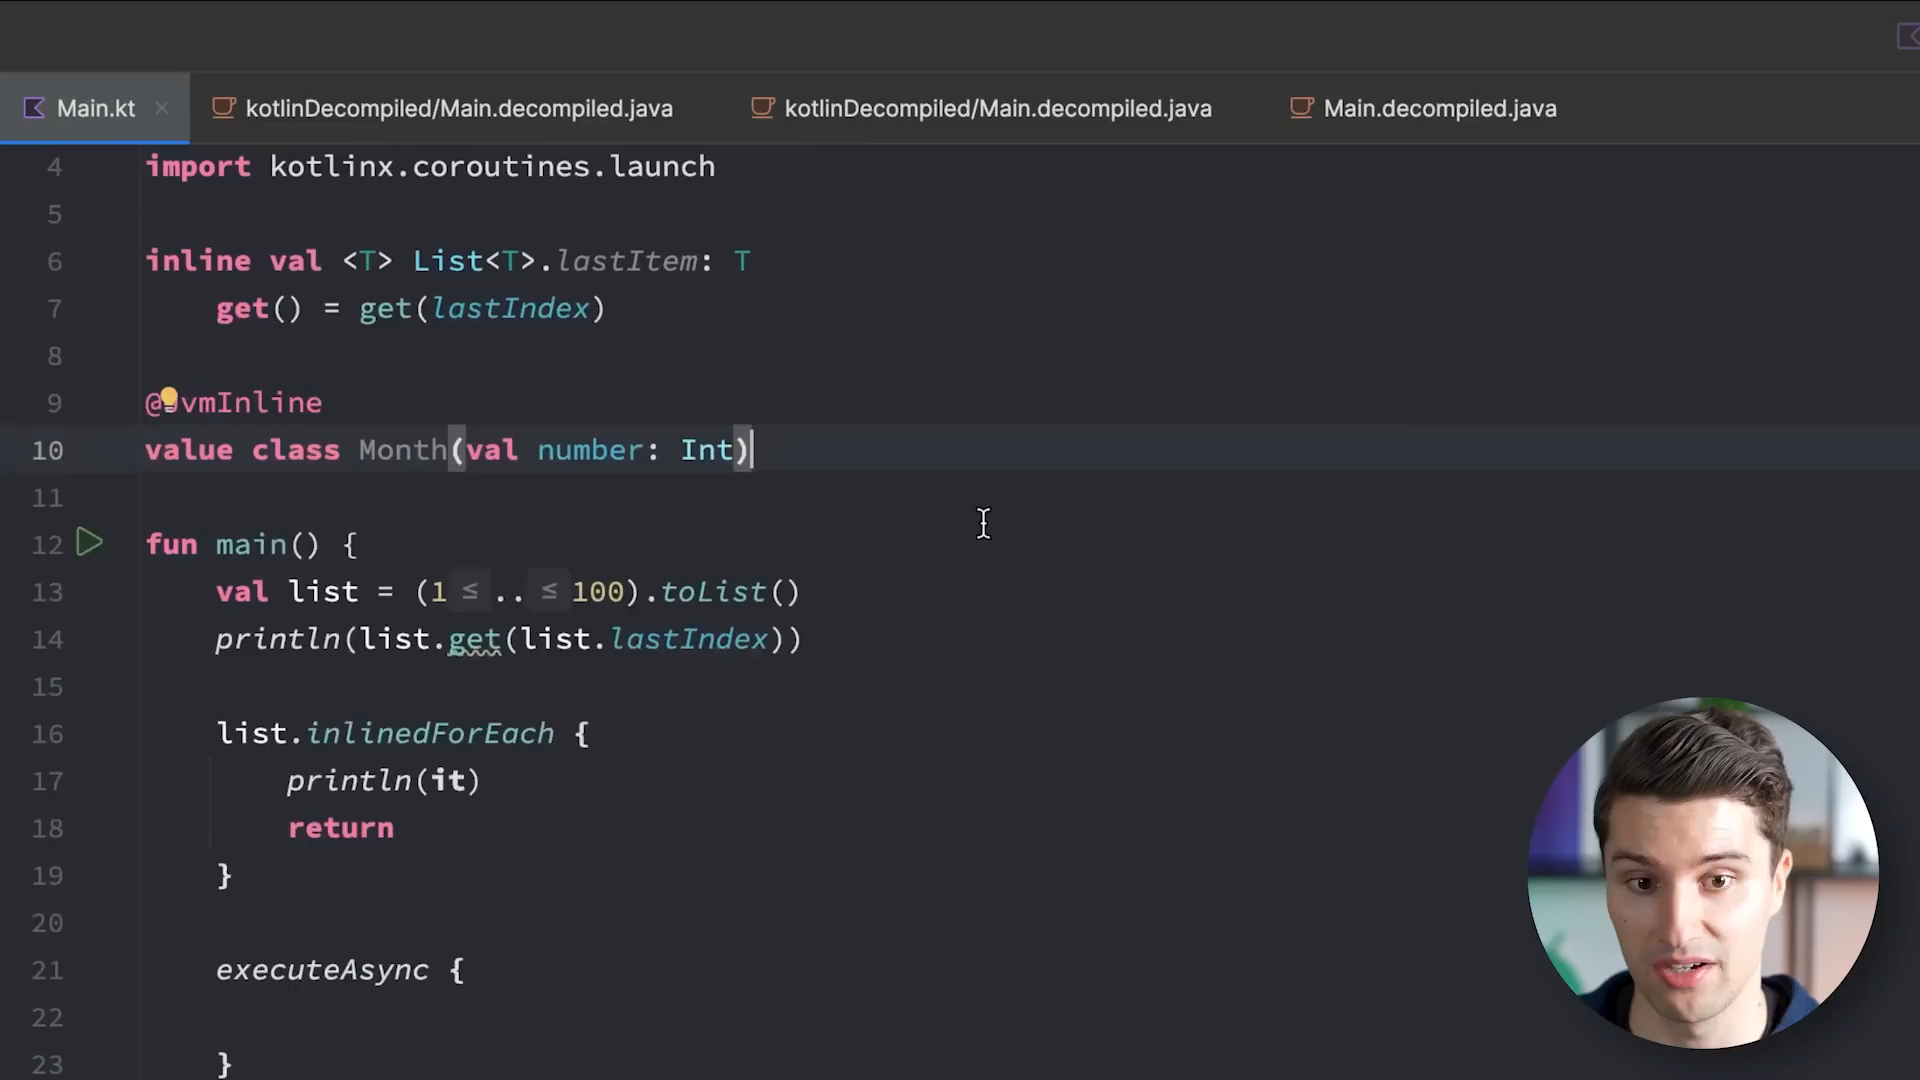 Main.kt × kotlinDecompiled/Main.decompiled.java kotlinDecompiled/Main.decompiled.java Main.decompiled.java
4 import kotlinx.coroutines.launch
5
6 inline val <T> List<T>.lastItem: T
7 get() = get(lastIndex)
8
9 @JvmInline
10 value class Month(val number: Int)
11
12 fun main() {
13 val list = (1 ≤ .. ≤ 100).toList()
14 println(list.get(list.lastIndex))
15
16 list.inlinedForEach {
17 println(it)
18 return
19 }
20
21 executeAsync {
22
23 }